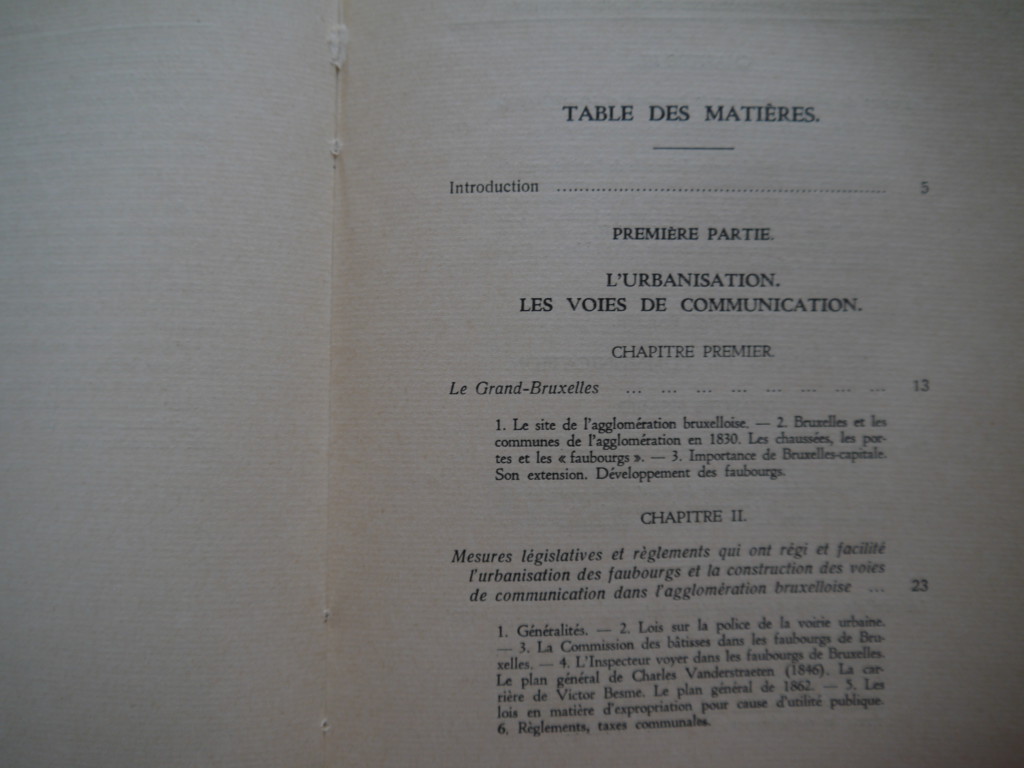 TABLE DES MATIÈRES.
Introduction ........................................................... 5
PREMIÈRE PARTIE.
L'URBANISATION.
LES VOIES DE COMMUNICATION.
CHAPITRE PREMIER.
Le Grand-Bruxelles ... ... ... ... ... ... ... ... 13
1. Le site de l'agglomération bruxelloise. — 2. Bruxelles et les
communes de l'agglomération en 1830. Les chaussées, les por-
tes et les « faubourgs ». — 3. Importance de Bruxelles-capitale.
Son extension. Développement des faubourgs.
CHAPITRE II.
Mesures législatives et règlements qui ont régi et facilité
l'urbanisation des faubourgs et la construction des voies
de communication dans l'agglomération bruxelloise ... 23
1. Généralités. — 2. Lois sur la police de la voirie urbaine.
— 3. La Commission des bâtisses dans les faubourgs de Bru-
xelles. — 4. L'Inspecteur voyer dans les faubourgs de Bruxelles.
Le plan général de Charles Vanderstraeten (1846). La car-
rière de Victor Besme. Le plan général de 1862. — 5. Les
lois en matière d'expropriation pour cause d'utilité publique.
6. Règlements, taxes communales.